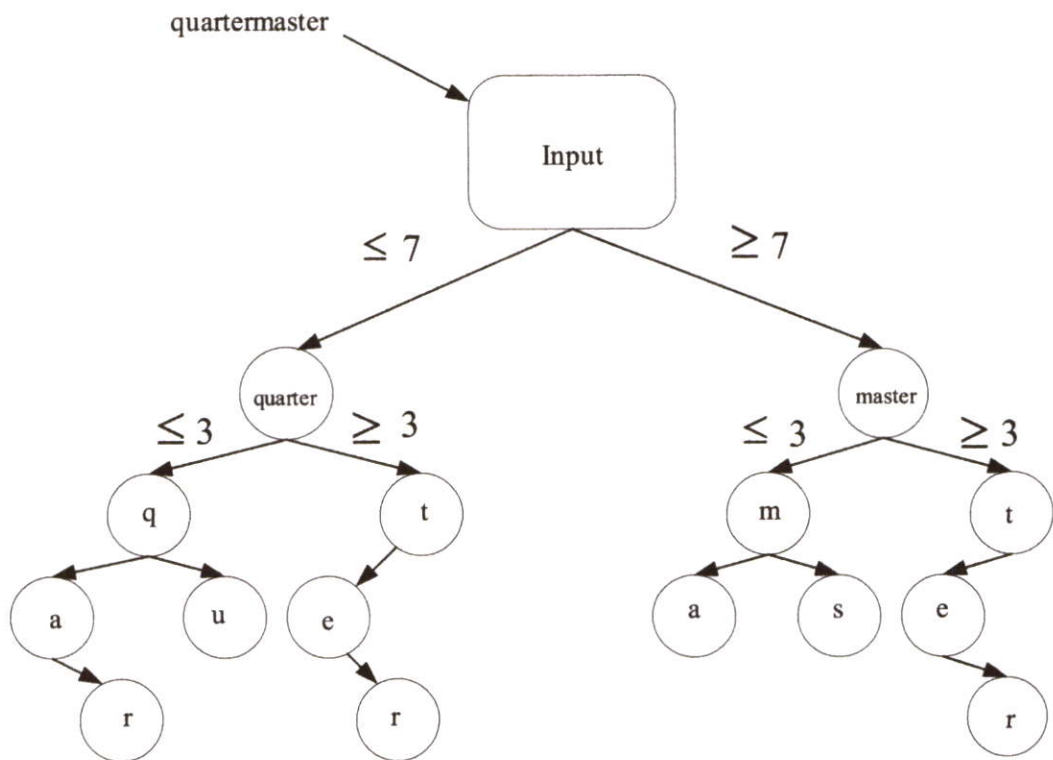 quartermaster
Input
≤ 7 ≥ 7
quarter master
≤ 3 ≥ 3 ≤ 3 ≥ 3
q t m t
a u e a s e
r r r